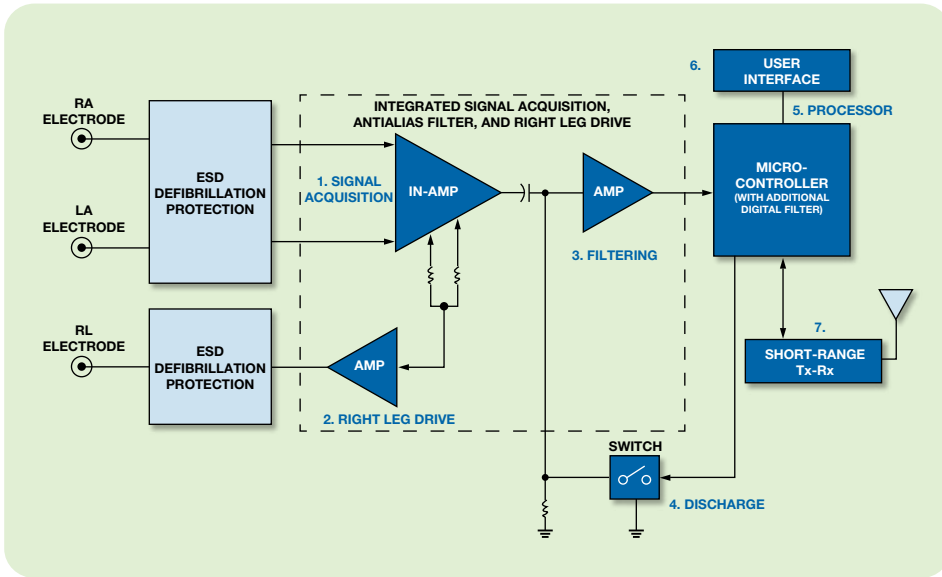 RA
ELECTRODE
LA
ELECTRODE
RL
ELECTRODE
ESD
DEFIBRILLATION
PROTECTION
ESD
DEFIBRILLATION
PROTECTION
INTEGRATED SIGNAL ACQUISITION,
ANTIALIAS FILTER, AND RIGHT LEG DRIVE
1. SIGNAL
ACQUISITION
IN-AMP
AMP
2. RIGHT LEG DRIVE
AMP
3. FILTERING
SWITCH
4. DISCHARGE
6.
USER
INTERFACE
5. PROCESSOR
MICRO-
CONTROLLER
(WITH ADDITIONAL
DIGITAL FILTER)
7.
SHORT-RANGE
Tx-Rx